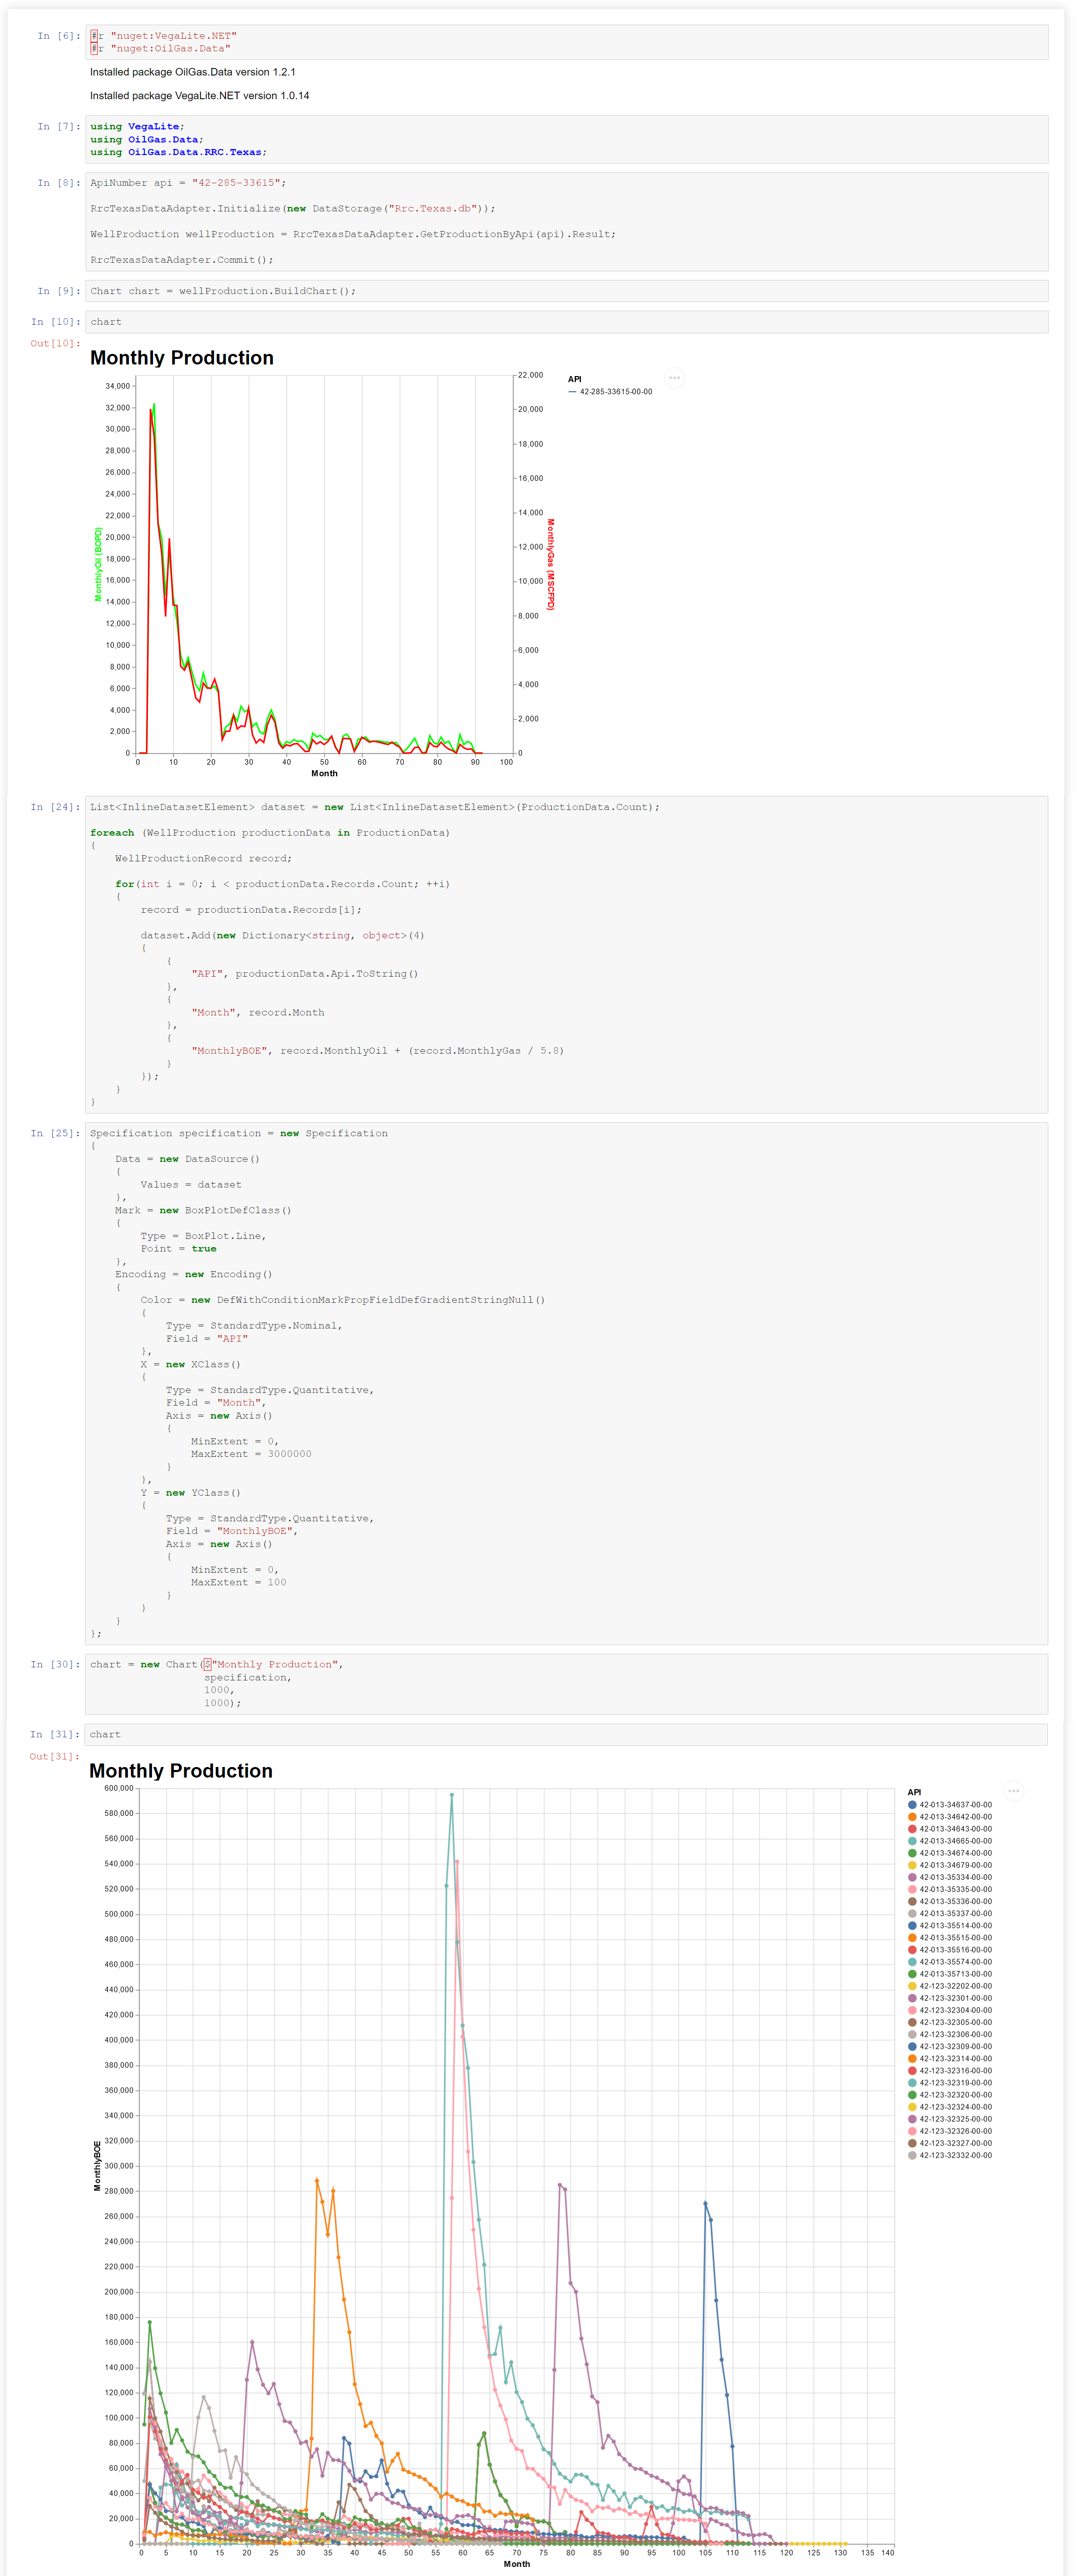 In [6]: #r "nuget:VegaLite.NET"
#r "nuget:OilGas.Data"
Installed package OilGas.Data version 1.2.1
Installed package VegaLite.NET version 1.0.14
In [7]: using VegaLite;
using OilGas.Data;
using OilGas.Data.RRC.Texas;
In [8]: ApiNumber api = "42-285-33615";
RrcTexasDataAdapter.Initialize(new DataStorage("Rrc.Texas.db"));
WellProduction wellProduction = RrcTexasDataAdapter.GetProductionByApi(api).Result;
RrcTexasDataAdapter.Commit();
In [9]: Chart chart = wellProduction.BuildChart();
In [10]: chart
Out[10]:
Monthly Production
34,000
32,000
30,000
28,000
26,000
24,000
22,000
20,000
18,000
16,000
14,000
12,000
10,000
8,000
6,000
4,000
2,000
0
MonthlyOil (BOPD)
22,000
20,000
18,000
16,000
14,000
12,000
10,000
8,000
6,000
4,000
2,000
0
MonthlyGas (MSCFPD)
0 10 20 30 40 50 60 70 80 90 100
Month
API
42-285-33615-00-00
In [24]: List<InlineDatasetElement> dataset = new List<InlineDatasetElement>(ProductionData.Count);
foreach (WellProduction productionData in ProductionData)
{
WellProductionRecord record;
for(int i = 0; i < productionData.Records.Count; ++i)
{
record = productionData.Records[i];
dataset.Add(new Dictionary<string, object>(4)
{
{
"API", productionData.Api.ToString()
},
{
"Month", record.Month
},
{
"MonthlyBOE", record.MonthlyOil + (record.MonthlyGas / 5.8)
}
});
}
}
In [25]: Specification specification = new Specification
{
Data = new DataSource()
{
Values = dataset
},
Mark = new BoxPlotDefClass()
{
Type = BoxPlot.Line,
Point = true
},
Encoding = new Encoding()
{
Color = new DefWithConditionMarkPropFieldDefGradientStringNull()
{
Type = StandardType.Nominal,
Field = "API"
},
X = new XClass()
{
Type = StandardType.Quantitative,
Field = "Month",
Axis = new Axis()
{
MinExtent = 0,
MaxExtent = 3000000
}
},
Y = new YClass()
{
Type = StandardType.Quantitative,
Field = "MonthlyBOE",
Axis = new Axis()
{
MinExtent = 0,
MaxExtent = 100
}
}
}
};
In [30]: chart = new Chart($"Monthly Production",
specification,
1000,
1000);
In [31]: chart
Out[31]:
Monthly Production
600,000
580,000
560,000
540,000
520,000
500,000
480,000
460,000
440,000
420,000
400,000
380,000
360,000
340,000
320,000
300,000
280,000
260,000
240,000
220,000
200,000
180,000
160,000
140,000
120,000
100,000
80,000
60,000
40,000
20,000
0
MonthlyBOE
0 5 10 15 20 25 30 35 40 45 50 55 60 65 70 75 80 85 90 95 100 105 110 115 120 125 130 135 140
Month
API
42-013-34637-00-00
42-013-34642-00-00
42-013-34643-00-00
42-013-34665-00-00
42-013-34674-00-00
42-013-34679-00-00
42-013-35334-00-00
42-013-35335-00-00
42-013-35336-00-00
42-013-35337-00-00
42-013-35514-00-00
42-013-35515-00-00
42-013-35516-00-00
42-013-35574-00-00
42-013-35713-00-00
42-123-32202-00-00
42-123-32301-00-00
42-123-32304-00-00
42-123-32305-00-00
42-123-32306-00-00
42-123-32309-00-00
42-123-32314-00-00
42-123-32316-00-00
42-123-32319-00-00
42-123-32320-00-00
42-123-32324-00-00
42-123-32325-00-00
42-123-32326-00-00
42-123-32327-00-00
42-123-32332-00-00